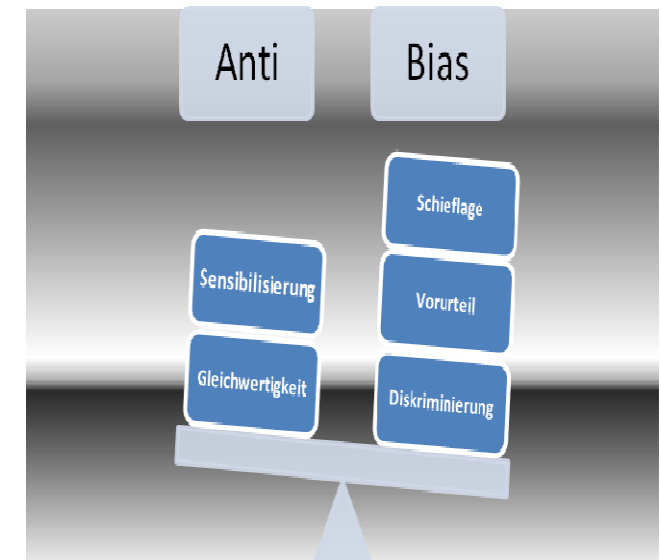 Anti
Bias
Schieflage
Sensibilisierung
Vorurteil
Gleichwertigkeit
Diskriminierung